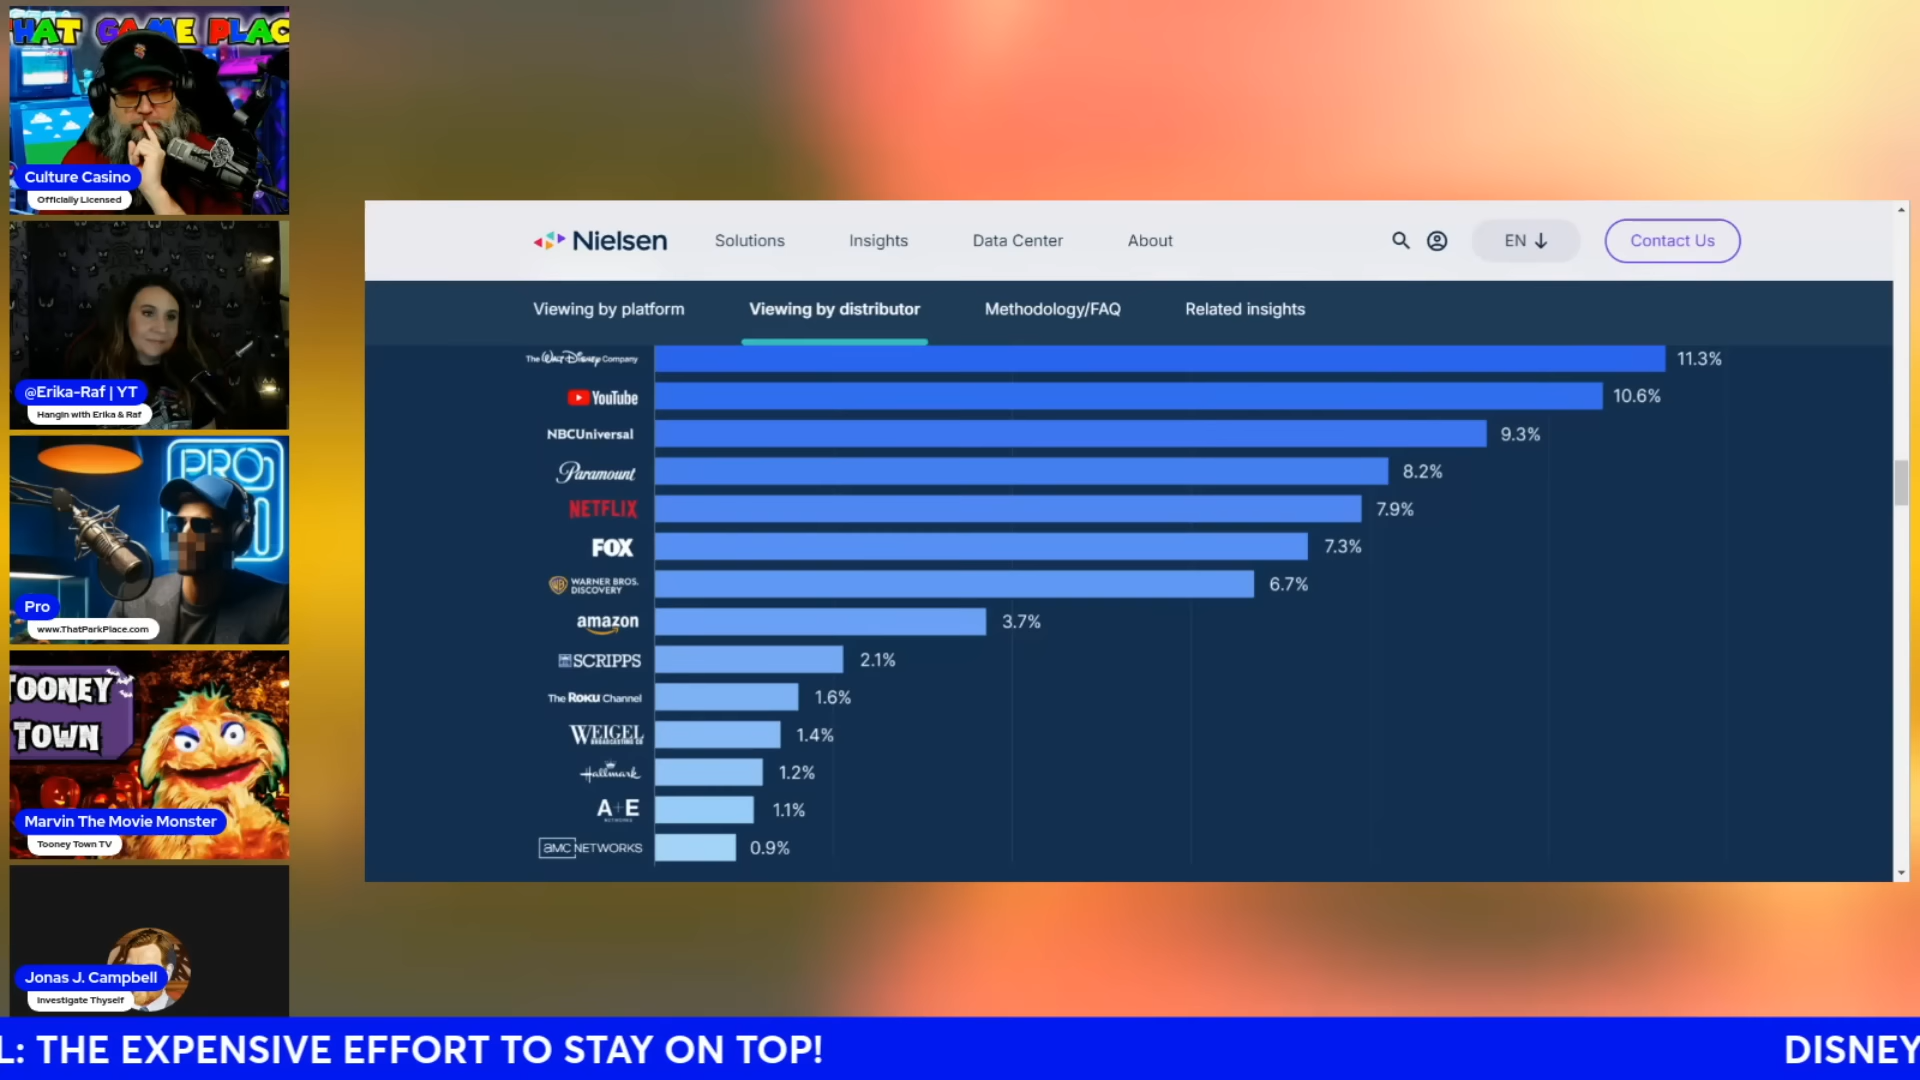 THAT GAME PLAC
Culture Casino
Officially Licensed
@Erika-Raf | YT
Hangin with Erika & Raf
PRO
Pro
www.ThatParkPlace.com
TOONEY
TOWN
Marvin The Movie Monster
Tooney Town TV
Jonas J. Campbell
Investigate Thyself
Nielsen
Solutions
Insights
Data Center
About
EN
Contact Us
Viewing by platform
Viewing by distributor
Methodology/FAQ
Related insights
The Walt Disney Company 11.3%
YouTube 10.6%
NBCUniversal 9.3%
Paramount 8.2%
NETFLIX 7.9%
FOX 7.3%
WARNER BROS. DISCOVERY 6.7%
amazon 3.7%
SCRIPPS 2.1%
The Roku Channel 1.6%
WEIGEL BROADCASTING CO 1.4%
Hallmark 1.2%
A+E NETWORKS 1.1%
aMC NETWORKS 0.9%
L: THE EXPENSIVE EFFORT TO STAY ON TOP! DISNEY